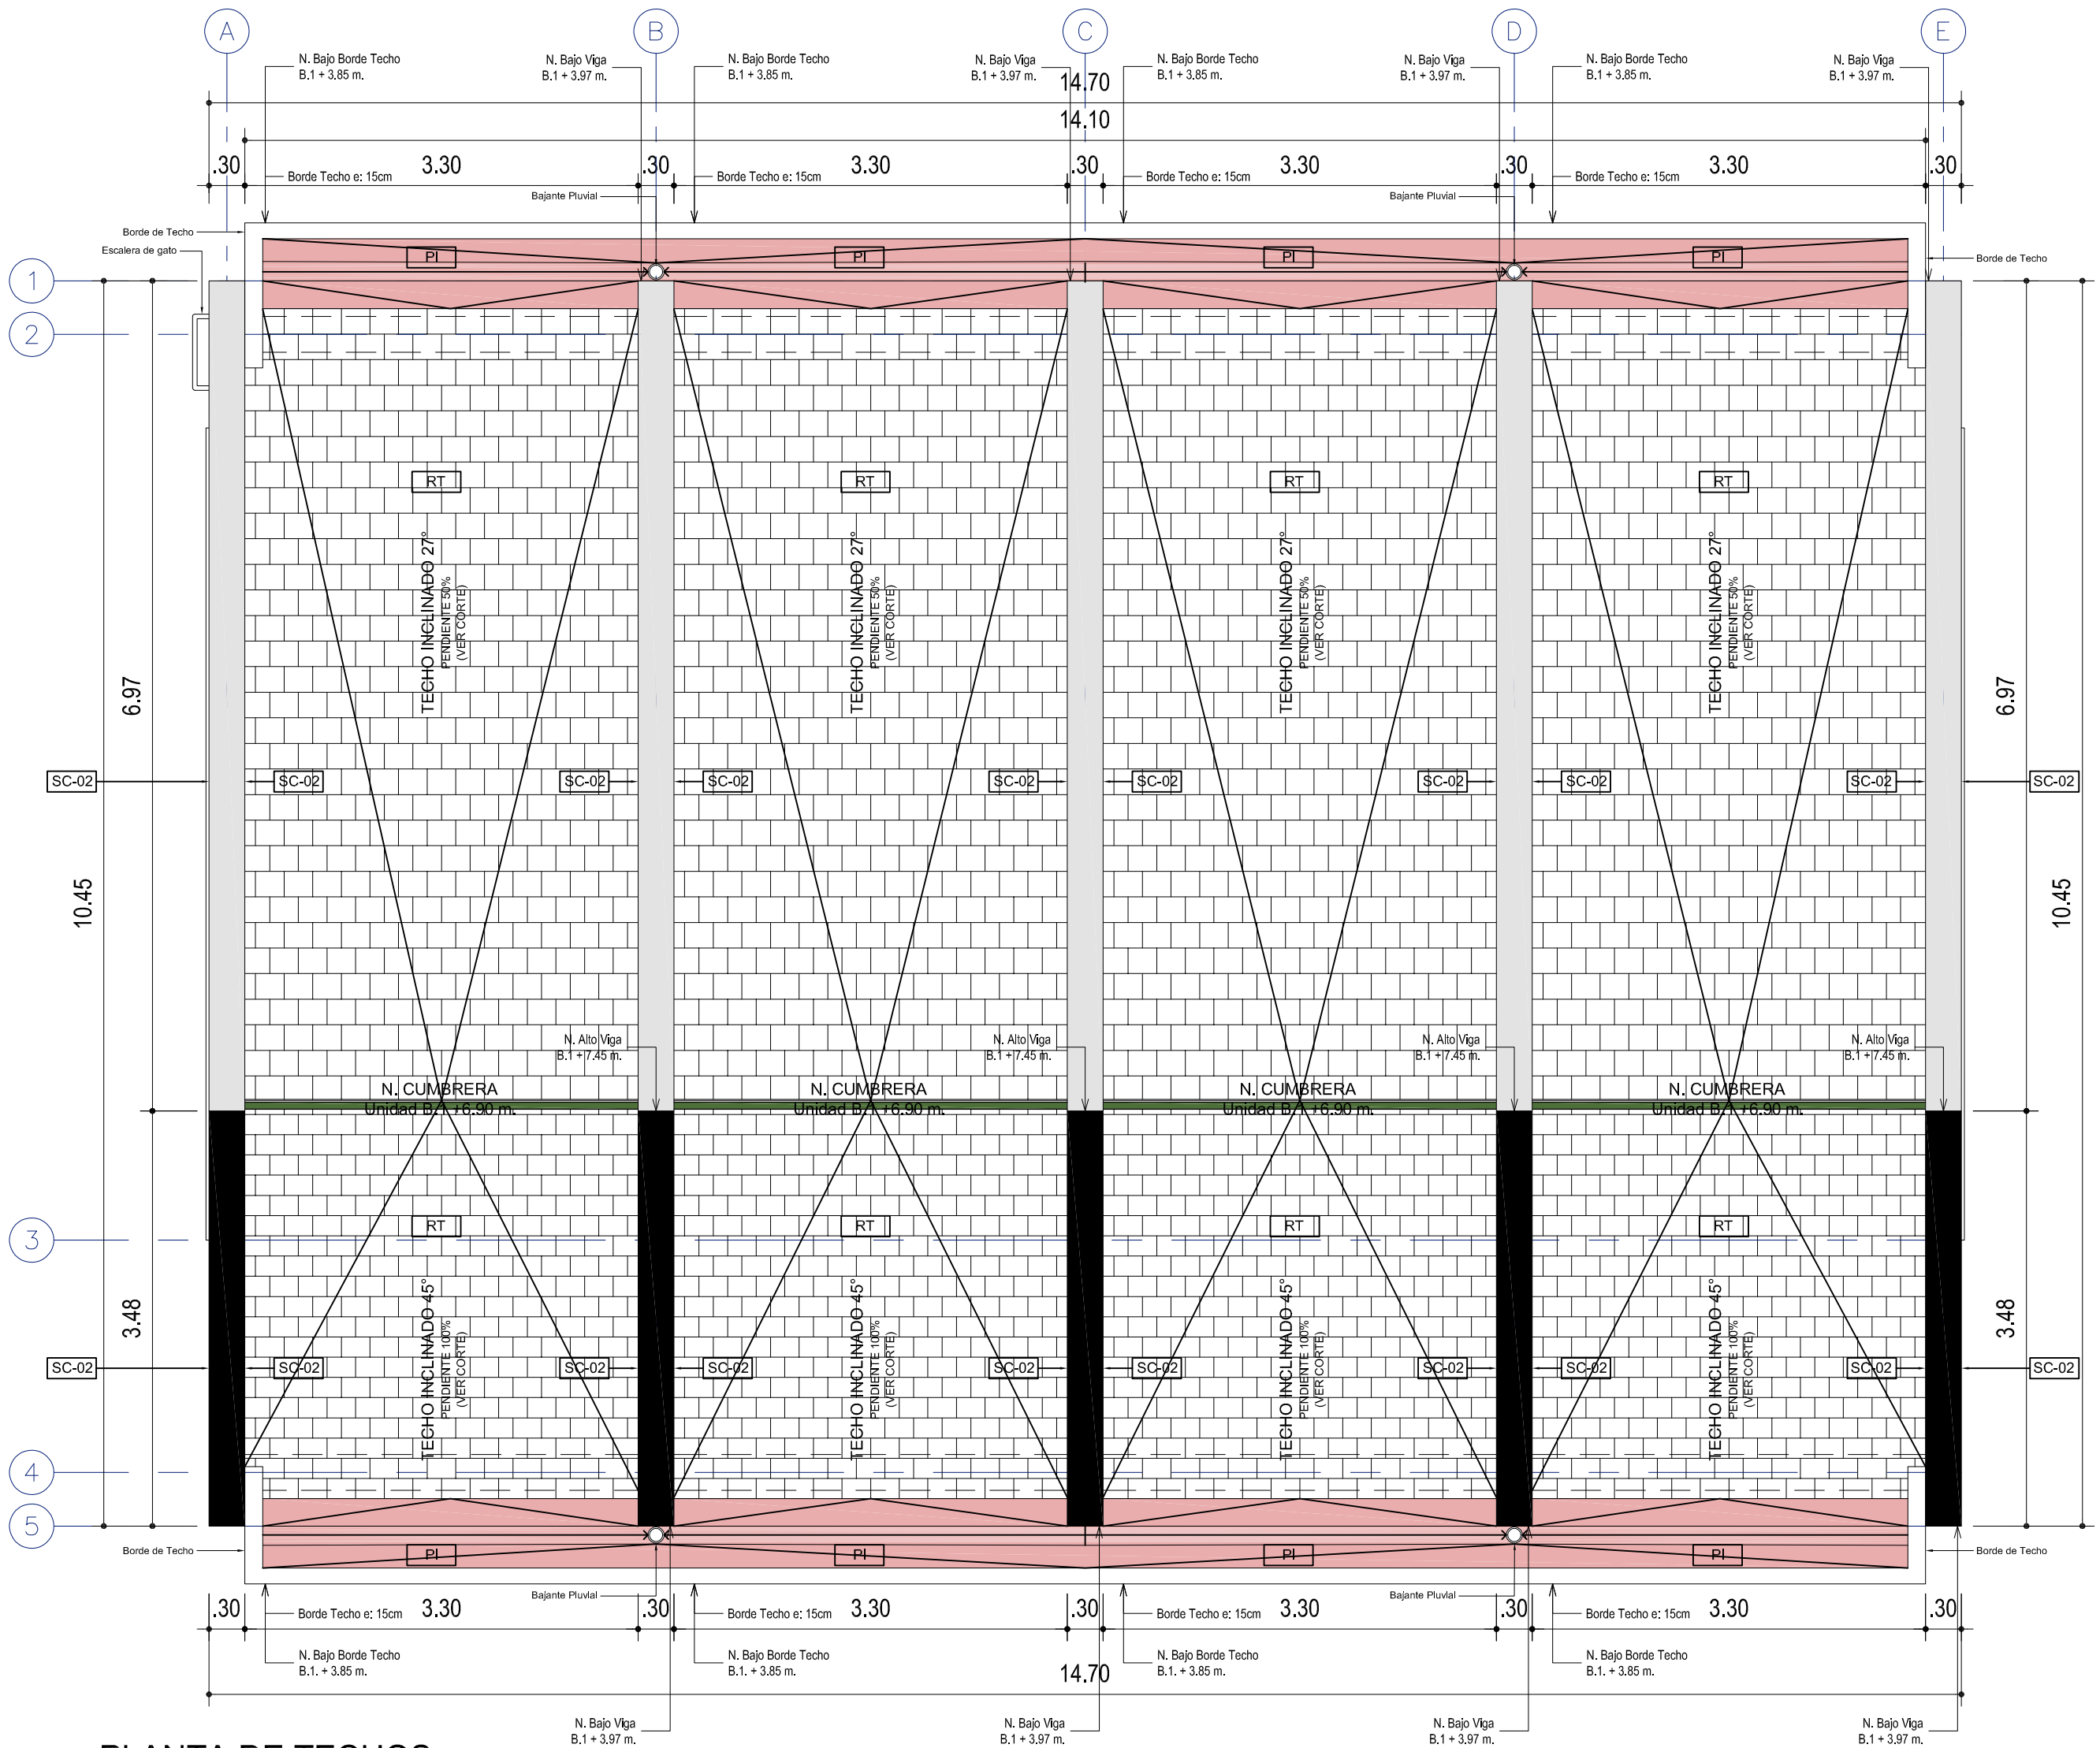 A
B
C
D
E
N. Bajo Borde Techo
B.1 + 3.85 m.
N. Bajo Viga
B.1 + 3.97 m.
N. Bajo Borde Techo
B.1 + 3.85 m.
N. Bajo Viga
B.1 + 3.97 m.
N. Bajo Borde Techo
B.1 + 3.85 m.
N. Bajo Viga
B.1 + 3.97 m.
N. Bajo Borde Techo
B.1 + 3.85 m.
N. Bajo Viga
B.1 + 3.97 m.
14.70
14.10
.30
3.30
.30
3.30
.30
3.30
.30
3.30
.30
Borde Techo e: 15cm
Borde Techo e: 15cm
Borde Techo e: 15cm
Borde Techo e: 15cm
Bajante Pluvial
Bajante Pluvial
Borde de Techo
Escalera de gato
Borde de Techo
PI
PI
PI
PI
1
2
RT
RT
RT
RT
TECHO INCLINADO 27°
PENDIENTE 50%
(VER CORTE)
TECHO INCLINADO 27°
PENDIENTE 50%
(VER CORTE)
TECHO INCLINADO 27°
PENDIENTE 50%
(VER CORTE)
TECHO INCLINADO 27°
PENDIENTE 50%
(VER CORTE)
6.97
6.97
SC-02
SC-02
SC-02
SC-02
SC-02
SC-02
SC-02
SC-02
SC-02
SC-02
10.45
10.45
N. Alto Viga
B.1 + 7.45 m.
N. Alto Viga
B.1 + 7.45 m.
N. Alto Viga
B.1 + 7.45 m.
N. Alto Viga
B.1 + 7.45 m.
N. CUMBRERA
Unidad B.1 +6.90 m.
N. CUMBRERA
Unidad B.1 +6.90 m.
N. CUMBRERA
Unidad B.1 +6.90 m.
N. CUMBRERA
Unidad B.1 +6.90 m.
3
RT
RT
RT
RT
TECHO INCLINADO 45°
PENDIENTE 100%
(VER CORTE)
TECHO INCLINADO 45°
PENDIENTE 100%
(VER CORTE)
TECHO INCLINADO 45°
PENDIENTE 100%
(VER CORTE)
TECHO INCLINADO 45°
PENDIENTE 100%
(VER CORTE)
3.48
3.48
SC-02
SC-02
SC-02
SC-02
SC-02
SC-02
SC-02
SC-02
SC-02
SC-02
4
5
PI
PI
PI
PI
Borde de Techo
Borde de Techo
Bajante Pluvial
Bajante Pluvial
.30
3.30
.30
3.30
.30
3.30
.30
3.30
.30
Borde Techo e: 15cm
Borde Techo e: 15cm
Borde Techo e: 15cm
Borde Techo e: 15cm
N. Bajo Borde Techo
B.1. + 3.85 m.
N. Bajo Borde Techo
B.1. + 3.85 m.
N. Bajo Borde Techo
B.1. + 3.85 m.
N. Bajo Borde Techo
B.1. + 3.85 m.
14.70
N. Bajo Viga
B.1 + 3.97 m.
N. Bajo Viga
B.1 + 3.97 m.
N. Bajo Viga
B.1 + 3.97 m.
N. Bajo Viga
B.1 + 3.97 m.
PLANTA DE TECHOS